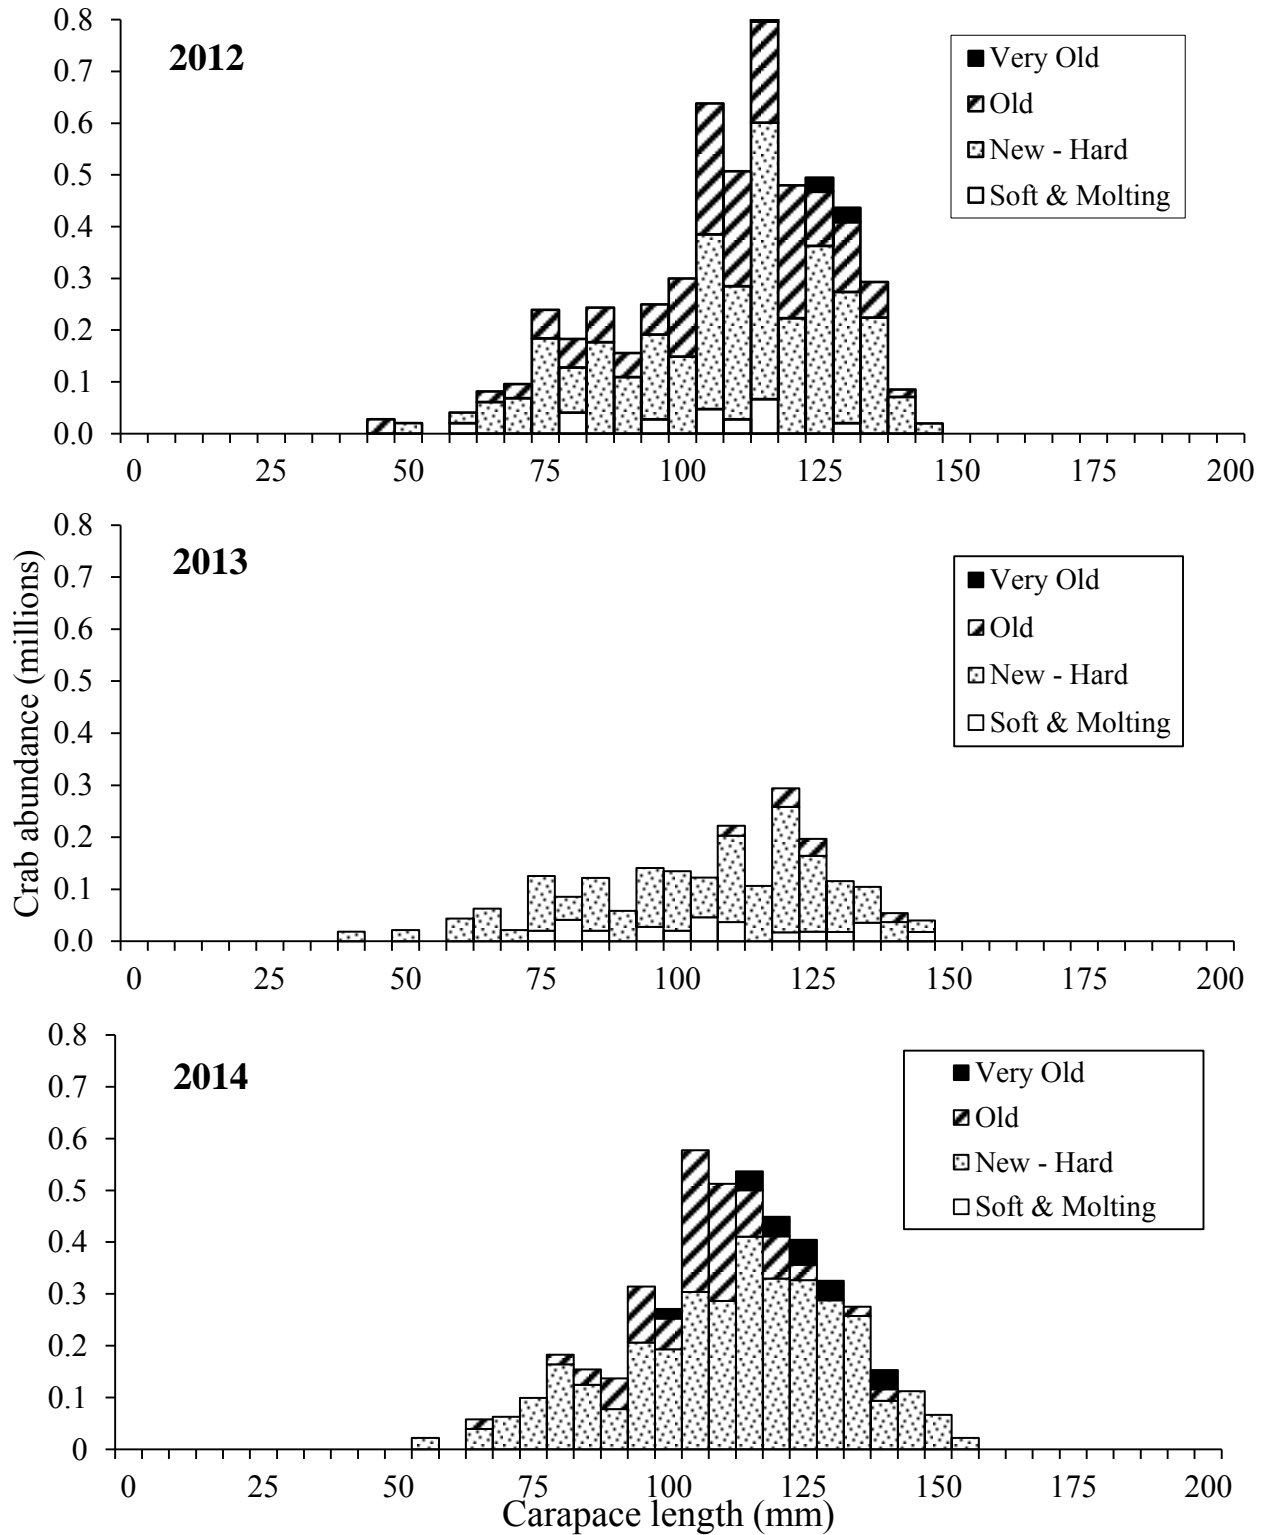 0.8
2012
Very Old
0.7
Old
0.6
New - Hard
0.5
Soft & Molting
0.4
0.3
0.2
0.1
0.0
0 25 50 75 100 125 150 175 200
Crab abundance (millions)
0.8
2013
Very Old
0.7
Old
0.6
New - Hard
0.5
Soft & Molting
0.4
0.3
0.2
0.1
0.0
0 25 50 75 100 125 150 175 200
0.8
2014
Very Old
0.7
Old
0.6
New - Hard
0.5
Soft & Molting
0.4
0.3
0.2
0.1
0
0 25 50 75 100 125 150 175 200
Carapace length (mm)